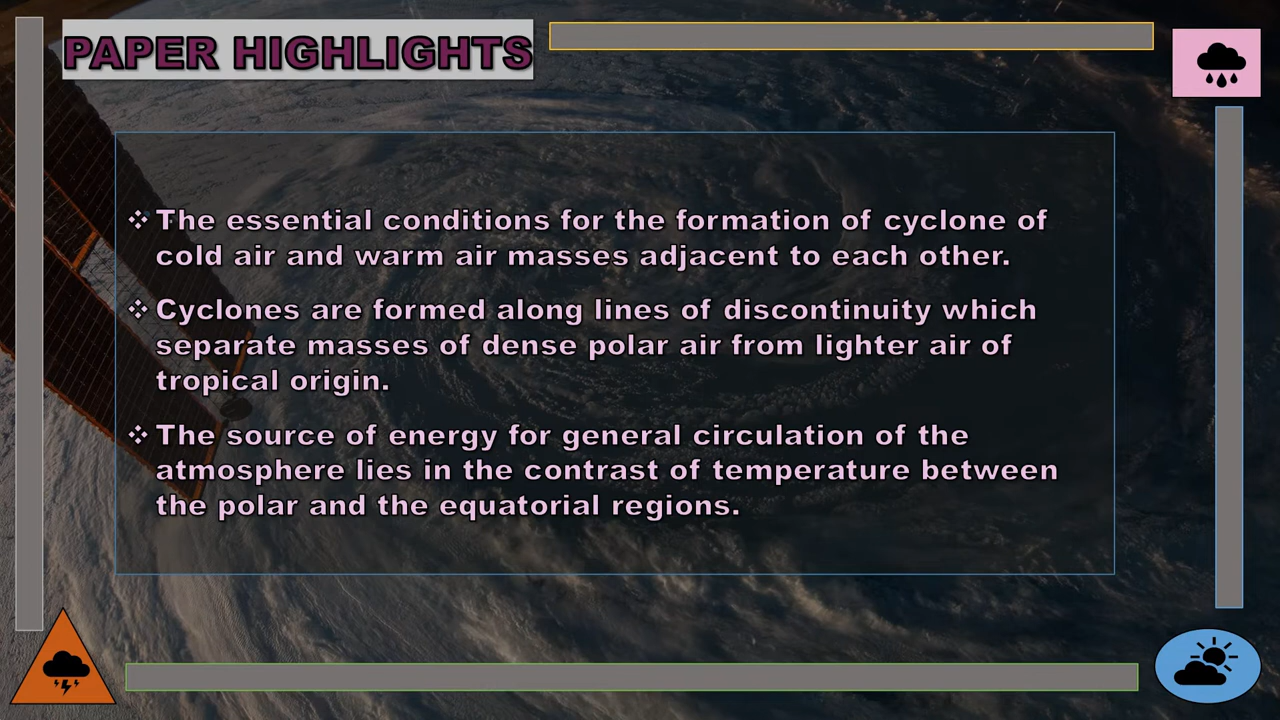 PAPER HIGHLIGHTS
❖ The essential conditions for the formation of cyclone of
cold air and warm air masses adjacent to each other.
❖ Cyclones are formed along lines of discontinuity which
separate masses of dense polar air from lighter air of
tropical origin.
❖ The source of energy for general circulation of the
atmosphere lies in the contrast of temperature between
the polar and the equatorial regions.